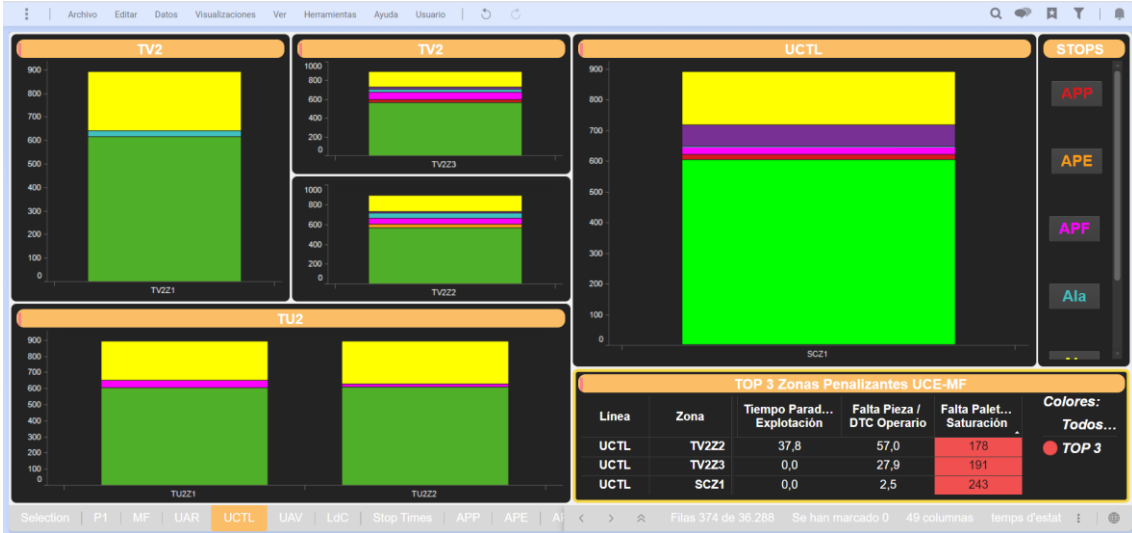 Archivo Editar Datos Visualizaciones Ver Herramientas Ayuda Usuario
TV2
900
800
700
600
500
400
300
200
100
0
TV2Z1
TV2
1000
800
600
400
200
0
TV2Z3
1000
800
600
400
200
0
TV2Z2
UCTL
900
800
700
600
500
400
300
200
100
0
SCZ1
STOPS
APP
APE
APF
Ala
TU2
900
800
700
600
500
400
300
200
100
0
TU2Z1 TU2Z2
TOP 3 Zonas Penalizantes UCE-MF
Línea Zona Tiempo Parad... Explotación Falta Pieza / DTC Operario Falta Palet... Saturación
UCTL TV2Z2 37,8 57,0 178
UCTL TV2Z3 0,0 27,9 191
UCTL SCZ1 0,0 2,5 243
Colores:
Todos...
TOP 3
Selection P1 MF UAR UCTL UAV LdC Stop Times APP APE
Filas 374 de 36.288 Se han marcado 0 49 columnas temps d'estat